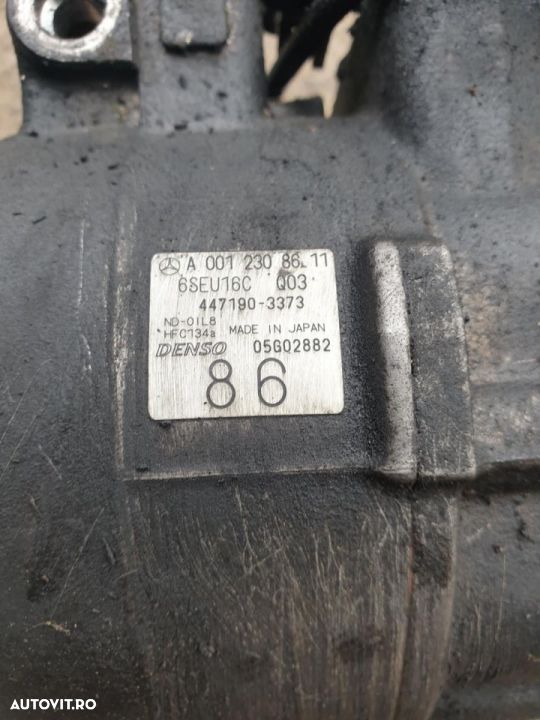 A 001 230 86 11
6SEU16C Q03
447190-3373
ND-OIL8
HFC134a MADE IN JAPAN
DENSO 05G02882
86
AUTOVIT.RO